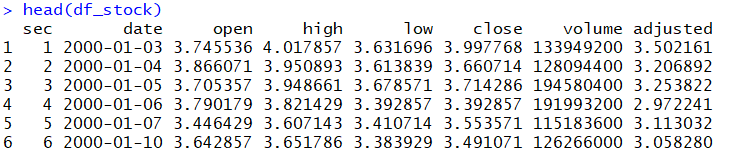 > head(df_stock)
sec date open high low close volume adjusted
1 1 2000-01-03 3.745536 4.017857 3.631696 3.997768 133949200 3.502161
2 2 2000-01-04 3.866071 3.950893 3.613839 3.660714 128094400 3.206892
3 3 2000-01-05 3.705357 3.948661 3.678571 3.714286 194580400 3.253822
4 4 2000-01-06 3.790179 3.821429 3.392857 3.392857 191993200 2.972241
5 5 2000-01-07 3.446429 3.607143 3.410714 3.553571 115183600 3.113032
6 6 2000-01-10 3.642857 3.651786 3.383929 3.491071 126266000 3.058280